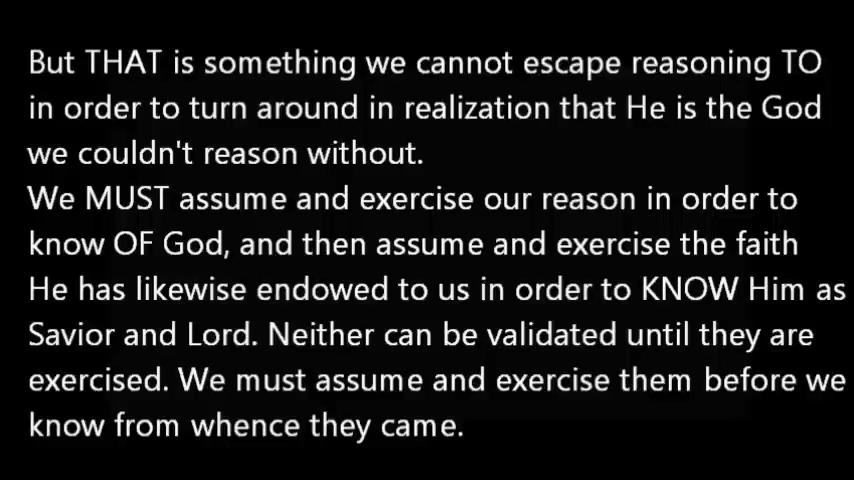 But THAT is something we cannot escape reasoning TO
in order to turn around in realization that He is the God
we couldn't reason without.
We MUST assume and exercise our reason in order to
know OF God, and then assume and exercise the faith
He has likewise endowed to us in order to KNOW Him as
Savior and Lord. Neither can be validated until they are
exercised. We must assume and exercise them before we
know from whence they came.